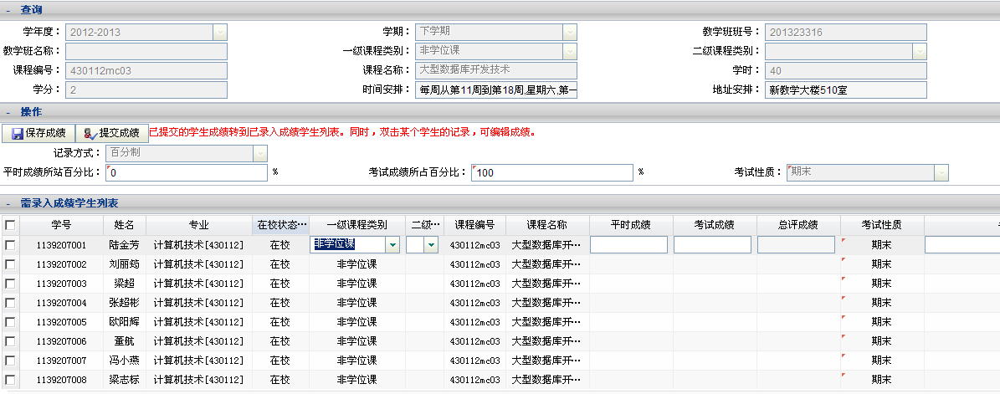 - 查询
学年度： 2012-2013 学期： 下学期 教学班班号： 201323316
教学班名称： 一级课程类别： 非学位课 二级课程类别：
课程编号： 430112mc03 课程名称： 大型数据库开发技术 学时： 40
学分： 2 时间安排： 每周从第11周到第18周,星期六,第一 地址安排： 新教学大楼510室
- 操作
保存成绩 提交成绩 已提交的学生成绩转到已录入成绩学生列表。同时，双击某个学生的记录，可编辑成绩。
记录方式： 百分制
平时成绩所站百分比： 0 % 考试成绩所占百分比： 100 % 考试性质： 期末
- 需录入成绩学生列表
学号 姓名 专业 在校状态… 一级课程类别 二级… 课程编号 课程名称 平时成绩 考试成绩 总评成绩 考试性质
1139207001 陆金芳 计算机技术[430112] 在校 非学位课 430112mc03 大型数据库开… 期末
1139207002 刘丽筠 计算机技术[430112] 在校 非学位课 430112mc03 大型数据库开… 期末
1139207003 梁超 计算机技术[430112] 在校 非学位课 430112mc03 大型数据库开… 期末
1139207004 张超彬 计算机技术[430112] 在校 非学位课 430112mc03 大型数据库开… 期末
1139207005 欧阳辉 计算机技术[430112] 在校 非学位课 430112mc03 大型数据库开… 期末
1139207006 董航 计算机技术[430112] 在校 非学位课 430112mc03 大型数据库开… 期末
1139207007 冯小燕 计算机技术[430112] 在校 非学位课 430112mc03 大型数据库开… 期末
1139207008 梁志标 计算机技术[430112] 在校 非学位课 430112mc03 大型数据库开… 期末